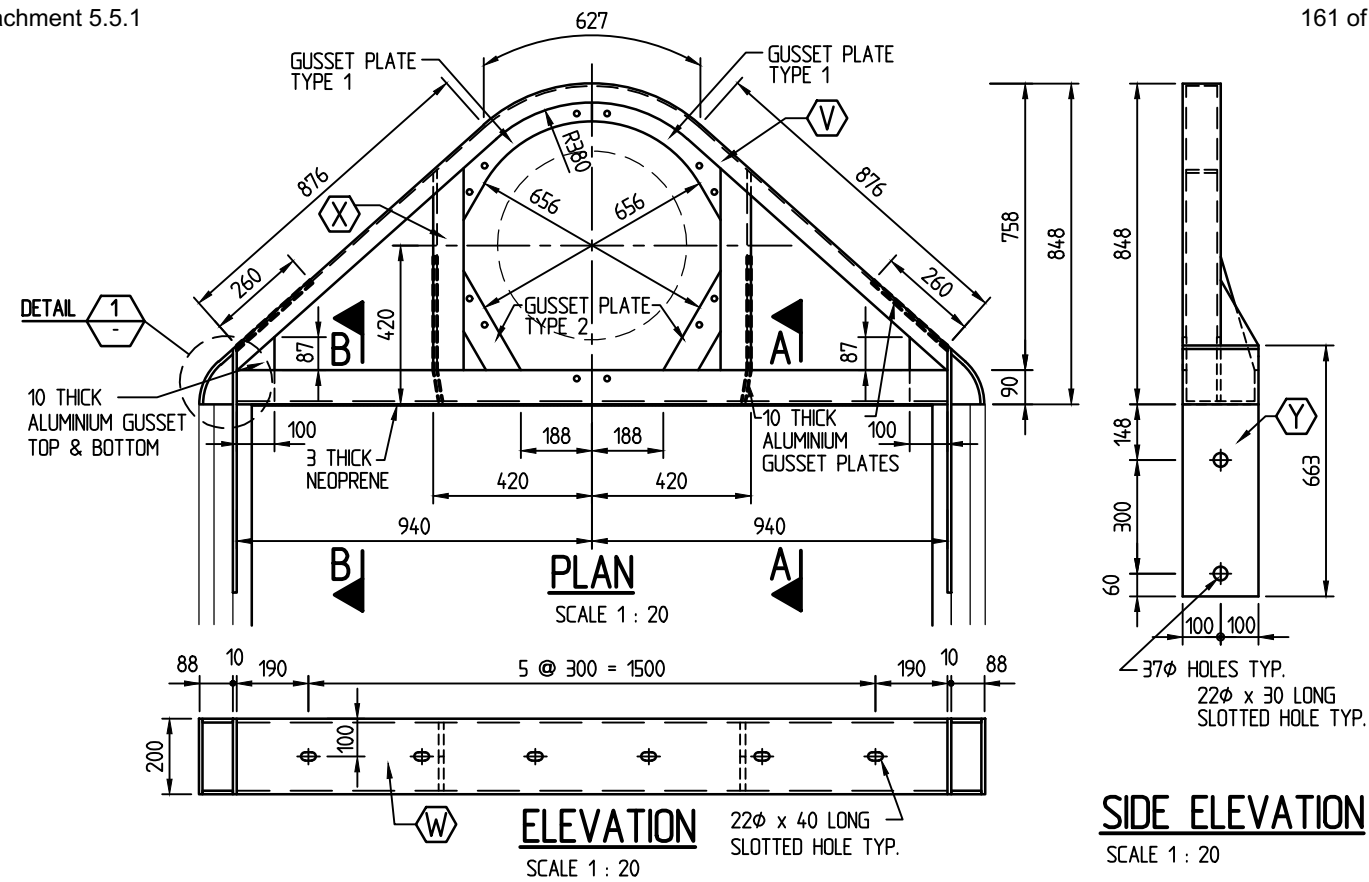 achment 5.5.1
161 of
627
GUSSET PLATE
TYPE 1
GUSSET PLATE
TYPE 1
V
R380
876
876
656
656
X
758
848
848
260
260
DETAIL 1
-
GUSSET PLATE
TYPE 2
420
87
B
A
87
90
10 THICK
ALUMINIUM GUSSET
TOP & BOTTOM
100
3 THICK
NEOPRENE
188
188
10 THICK
ALUMINIUM
GUSSET PLATES
100
420
420
940
940
B
A
PLAN
SCALE 1 : 20
148
Y
663
300
60
100
100
37φ HOLES TYP.
22φ x 30 LONG
SLOTTED HOLE TYP.
88
10
190
5 @ 300 = 1500
190
10
88
200
100
W
ELEVATION
SCALE 1 : 20
22φ x 40 LONG
SLOTTED HOLE TYP.
SIDE ELEVATION
SCALE 1 : 20